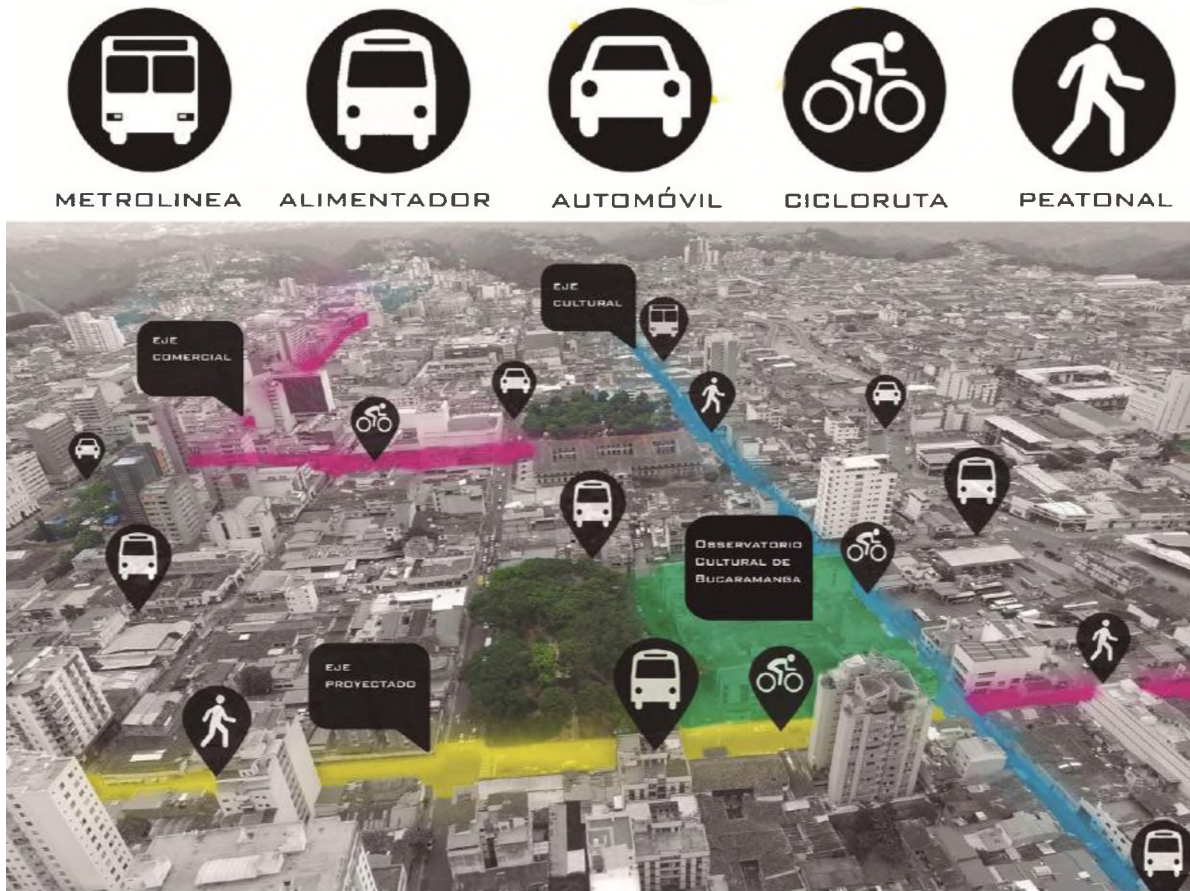 METROLINEA ALIMENTADOR AUTOMÓVIL CICLORUTA PEATONAL
EJE
CULTURAL
EJE
COMERCIAL
OBSERVATORIO
CULTURAL DE
BUCARAMANGA
EJE
PROYECTADO